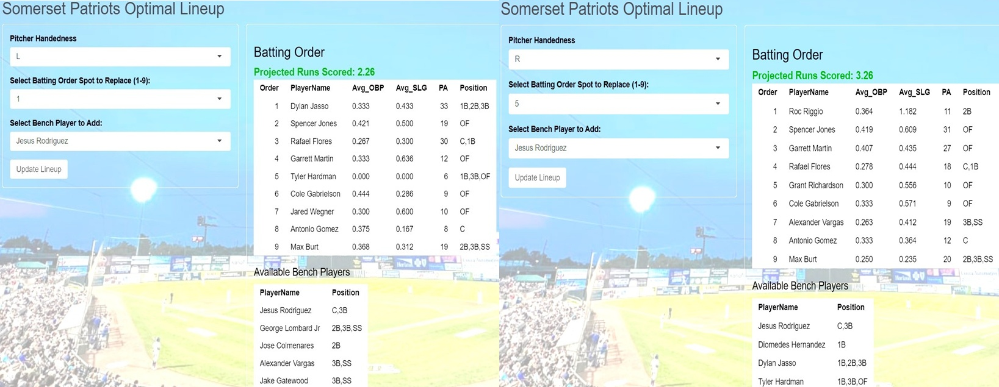 Somerset Patriots Optimal Lineup
Pitcher Handedness
L
Select Batting Order Spot to Replace (1-9):
1
Select Bench Player to Add:
Jesus Rodriguez
Update Lineup
Batting Order
Projected Runs Scored: 2.26
Order PlayerName Avg_OBP Avg_SLG PA Position
1 Dylan Jasso 0.333 0.433 33 1B,2B,3B
2 Spencer Jones 0.421 0.500 19 OF
3 Rafael Flores 0.267 0.300 30 C,1B
4 Garrett Martin 0.333 0.636 12 OF
5 Tyler Hardman 0.000 0.000 6 1B,3B,OF
6 Cole Gabrielson 0.444 0.286 9 OF
7 Jared Wegner 0.300 0.600 10 OF
8 Antonio Gomez 0.375 0.167 8 C
9 Max Burt 0.368 0.312 19 2B,3B,SS
Available Bench Players
PlayerName Position
Jesus Rodriguez C,3B
George Lombard Jr 2B,3B,SS
Jose Colmenares 2B
Alexander Vargas 3B,SS
Jake Gatewood 3B,SS
Somerset Patriots Optimal Lineup
Pitcher Handedness
R
Select Batting Order Spot to Replace (1-9):
5
Select Bench Player to Add:
Jesus Rodriguez
Update Lineup
Batting Order
Projected Runs Scored: 3.26
Order PlayerName Avg_OBP Avg_SLG PA Position
1 Roc Riggio 0.364 1.182 11 2B
2 Spencer Jones 0.419 0.609 31 OF
3 Garrett Martin 0.407 0.435 27 OF
4 Rafael Flores 0.278 0.444 18 C,1B
5 Grant Richardson 0.300 0.556 10 OF
6 Cole Gabrielson 0.333 0.571 9 OF
7 Alexander Vargas 0.263 0.412 19 3B,SS
8 Antonio Gomez 0.333 0.364 12 C
9 Max Burt 0.250 0.235 20 2B,3B,SS
Available Bench Players
PlayerName Position
Jesus Rodriguez C,3B
Diomedes Hernandez 1B
Dylan Jasso 1B,2B,3B
Tyler Hardman 1B,3B,OF